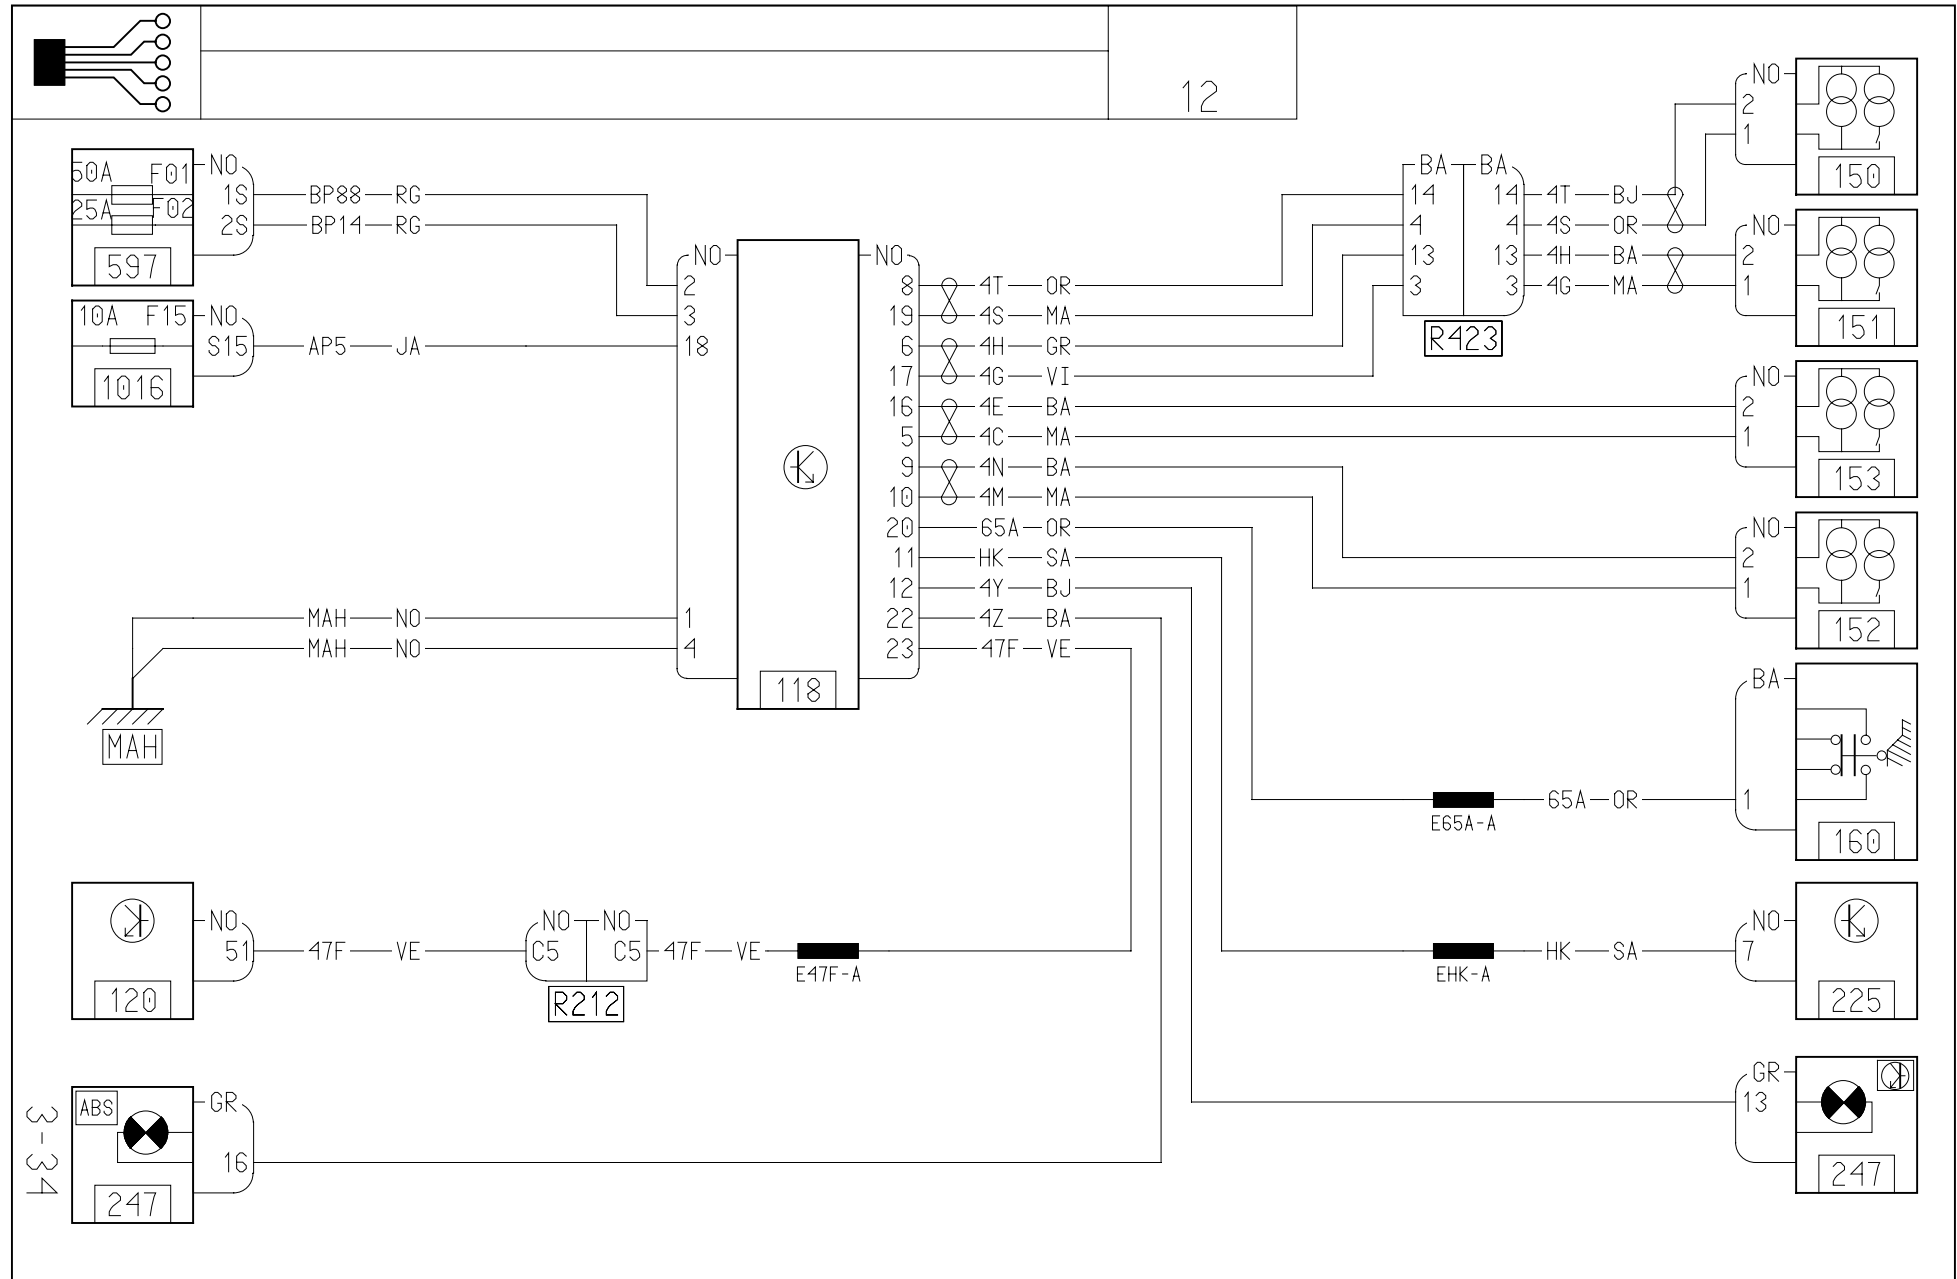 12
50A F01
25A F02
NO
1S BP88 RG
2S BP14 RG
597
10A F15 NO
S15 AP5 JA
1016
NO
2
3
18
MAH NO 1
MAH NO 4
MAH
118
NO
8 4T OR
19 4S MA
6 4H GR
17 4G VI
16 4E BA
5 4C MA
9 4N BA
10 4M MA
20 65A OR
11 HK SA
12 4Y BJ
22 4Z BA
23 47F VE
BA BA
14 14 4T BJ
4 4 4S OR
13 13 4H BA
3 3 4G MA
R423
NO
2
1
150
NO
2
1
151
NO
2
1
153
NO
2
1
152
BA
E65A-A 65A OR 1
160
NO
51 47F VE
120
NO NO
C5 C5 47F VE
R212
E47F-A
EHK-A HK SA
NO
7
225
ABS
GR
16
247
GR
13
247
3-34